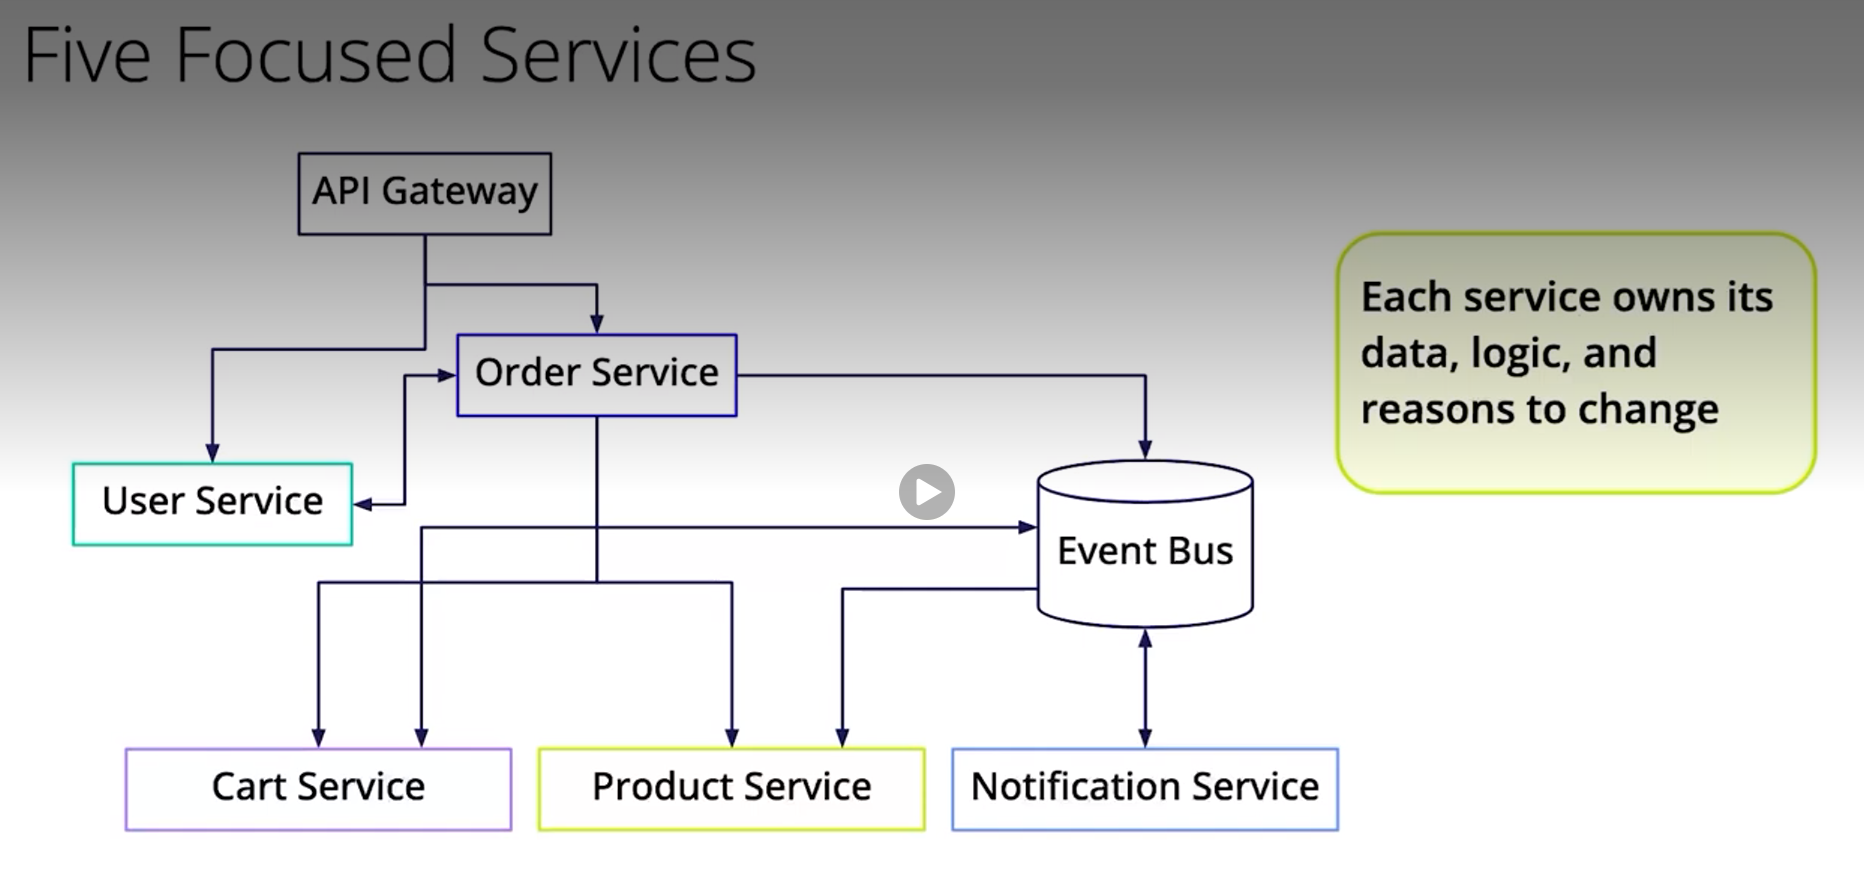 Five Focused Services
API Gateway
Each service owns its
data, logic, and
reasons to change
Order Service
User Service
Event Bus
Cart Service
Product Service
Notification Service